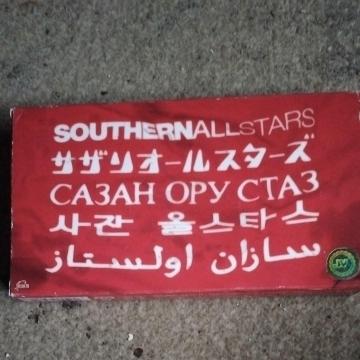 SOUTHERNALLSTARS
サザンオールスターズ
САЗАН ОРУ СТАЗ
사잔 올스타스
سازان اولستاز